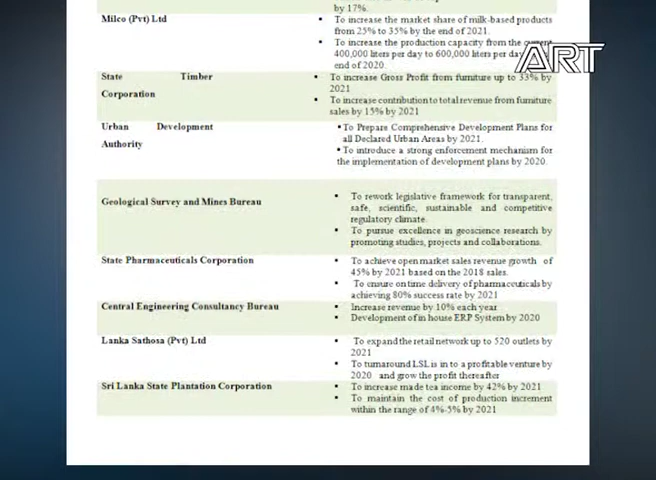 by 17%.
Milco (Pvt) Ltd
• To increase the market share of milk-based products
from 25% to 35% by the end of 2021.
• To increase the production capacity from the current
400,000 liters per day to 600,000 liters per day
end of 2020.
ART
State Timber
Corporation
• To increase Gross Profit from furniture up to 33% by
2021
• To increase contribution to total revenue from furniture
sales by 15% by 2021
Urban Development
Authority
• To Prepare Comprehensive Development Plans for
all Declared Urban Areas by 2021.
• To introduce a strong enforcement mechanism for
the implementation of development plans by 2020.
Geological Survey and Mines Bureau
• To rework legislative framework for transparent,
safe, scientific, sustainable and competitive
regulatory climate.
• To pursue excellence in geoscience research by
promoting studies, projects and collaborations.
State Pharmaceuticals Corporation
• To achieve open market sales revenue growth of
45% by 2021 based on the 2018 sales.
• To ensure on time delivery of pharmaceuticals by
achieving 80% success rate by 2021
Central Engineering Consultancy Bureau
• Increase revenue by 10% each year
• Development of in house ERP System by 2020
Lanka Sathosa (Pvt) Ltd
• To expand the retail network up to 520 outlets by
2021
• To turnaround LSL is in to a profitable venture by
2020 and grow the profit thereafter
Sri Lanka State Plantation Corporation
• To increase made tea income by 42% by 2021
• To maintain the cost of production increment
within the range of 4%-5% by 2021